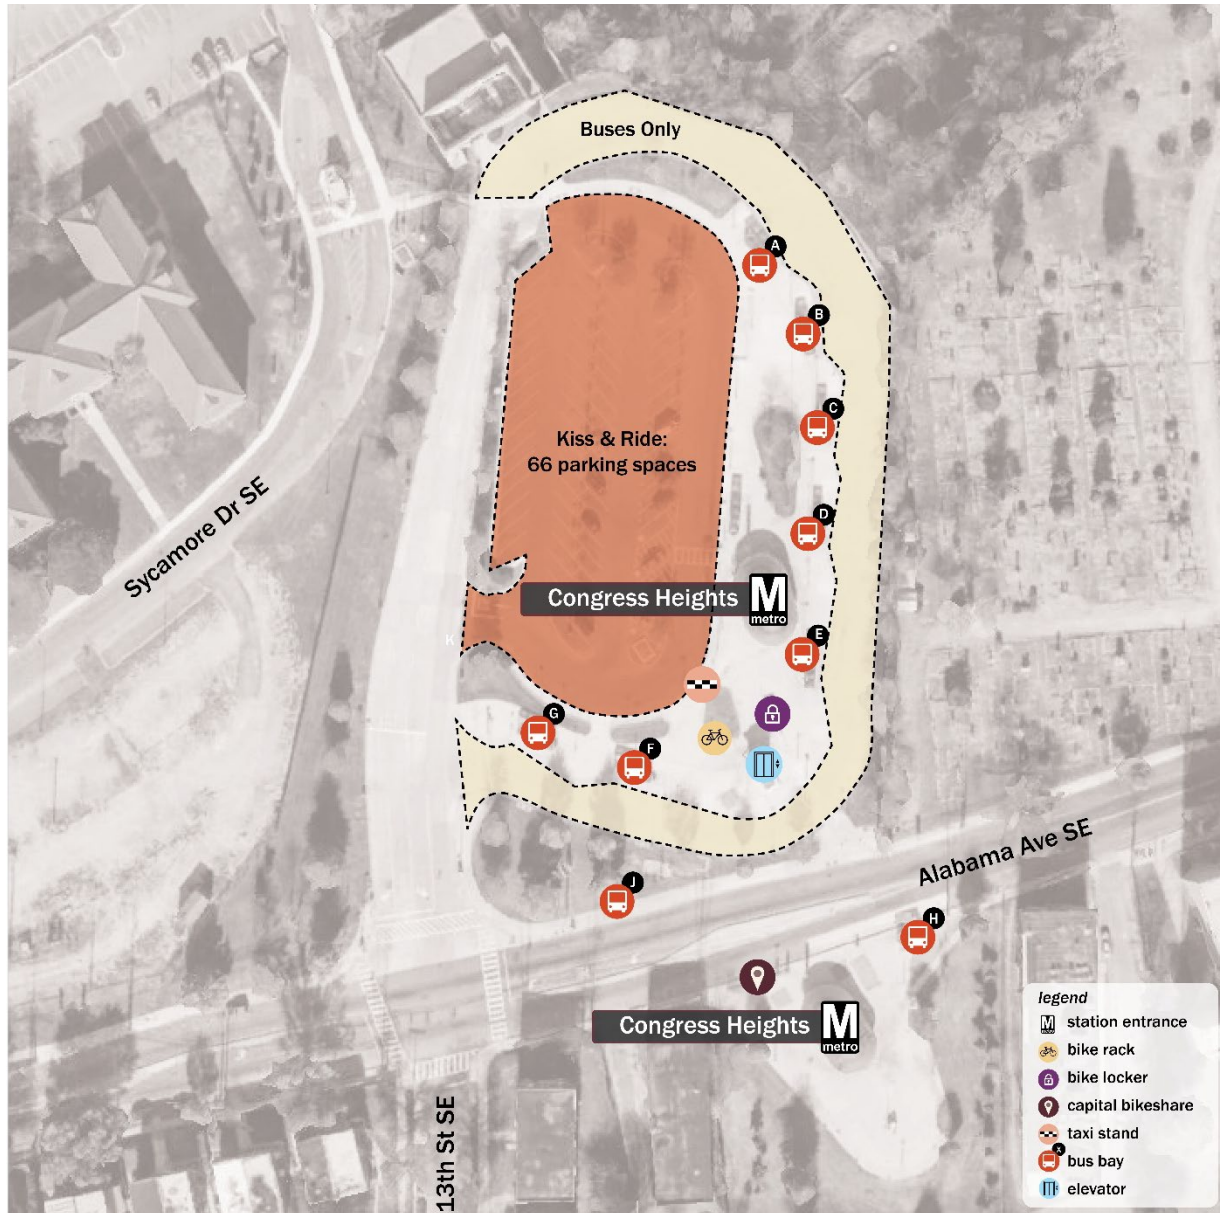 Buses Only
A
B
C
Kiss & Ride:
66 parking spaces
D
Sycamore Dr SE
Congress Heights
M
metro
K
E
G
F
Alabama Ave SE
J
H
Congress Heights
M
metro
13th St SE
legend
M station entrance
bike rack
bike locker
capital bikeshare
taxi stand
x
bus bay
elevator